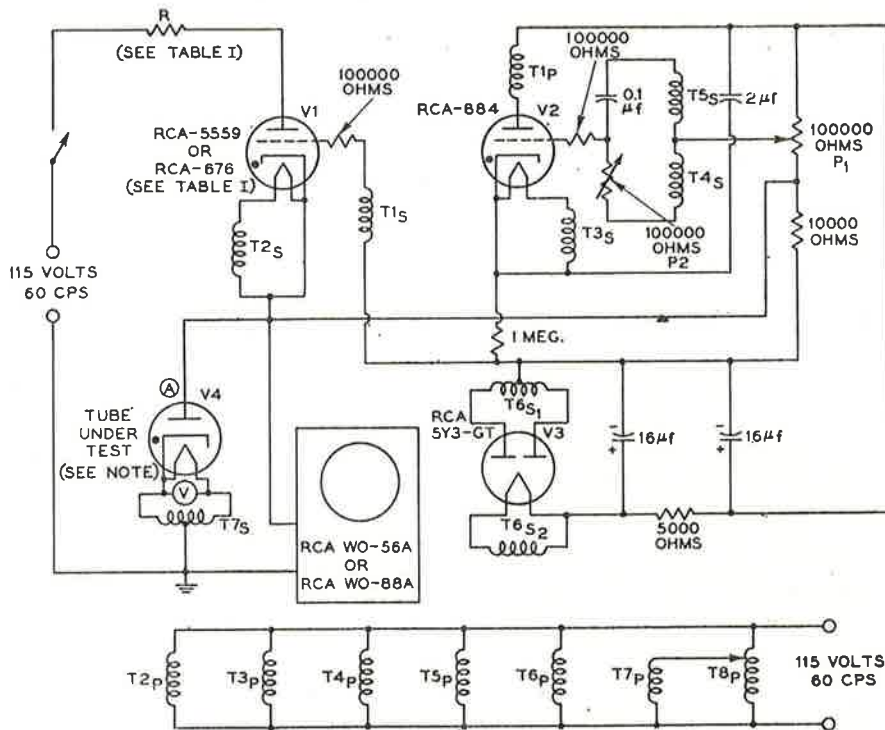 R
(SEE TABLE I)
100000
OHMS
V1
RCA-5559
OR
RCA-676
(SEE TABLE I)
T2S
T1S
115 VOLTS
60 CPS
100000
OHMS
T1P
RCA-884
V2
0.1
µf
T5S
2µf
T4S
T3S
100000
OHMS
P2
100000
OHMS
P1
10000
OHMS
1 MEG.
A
V4
TUBE
UNDER
TEST
(SEE NOTE)
V
T7S
RCA WO-56A
OR
RCA WO-88A
T6S1
RCA
5Y3-GT
V3
T6S2
-
16µf
+
-
16µf
+
5000
OHMS
T2P
T3P
T4P
T5P
T6P
T7P
T8P
115 VOLTS
60 CPS